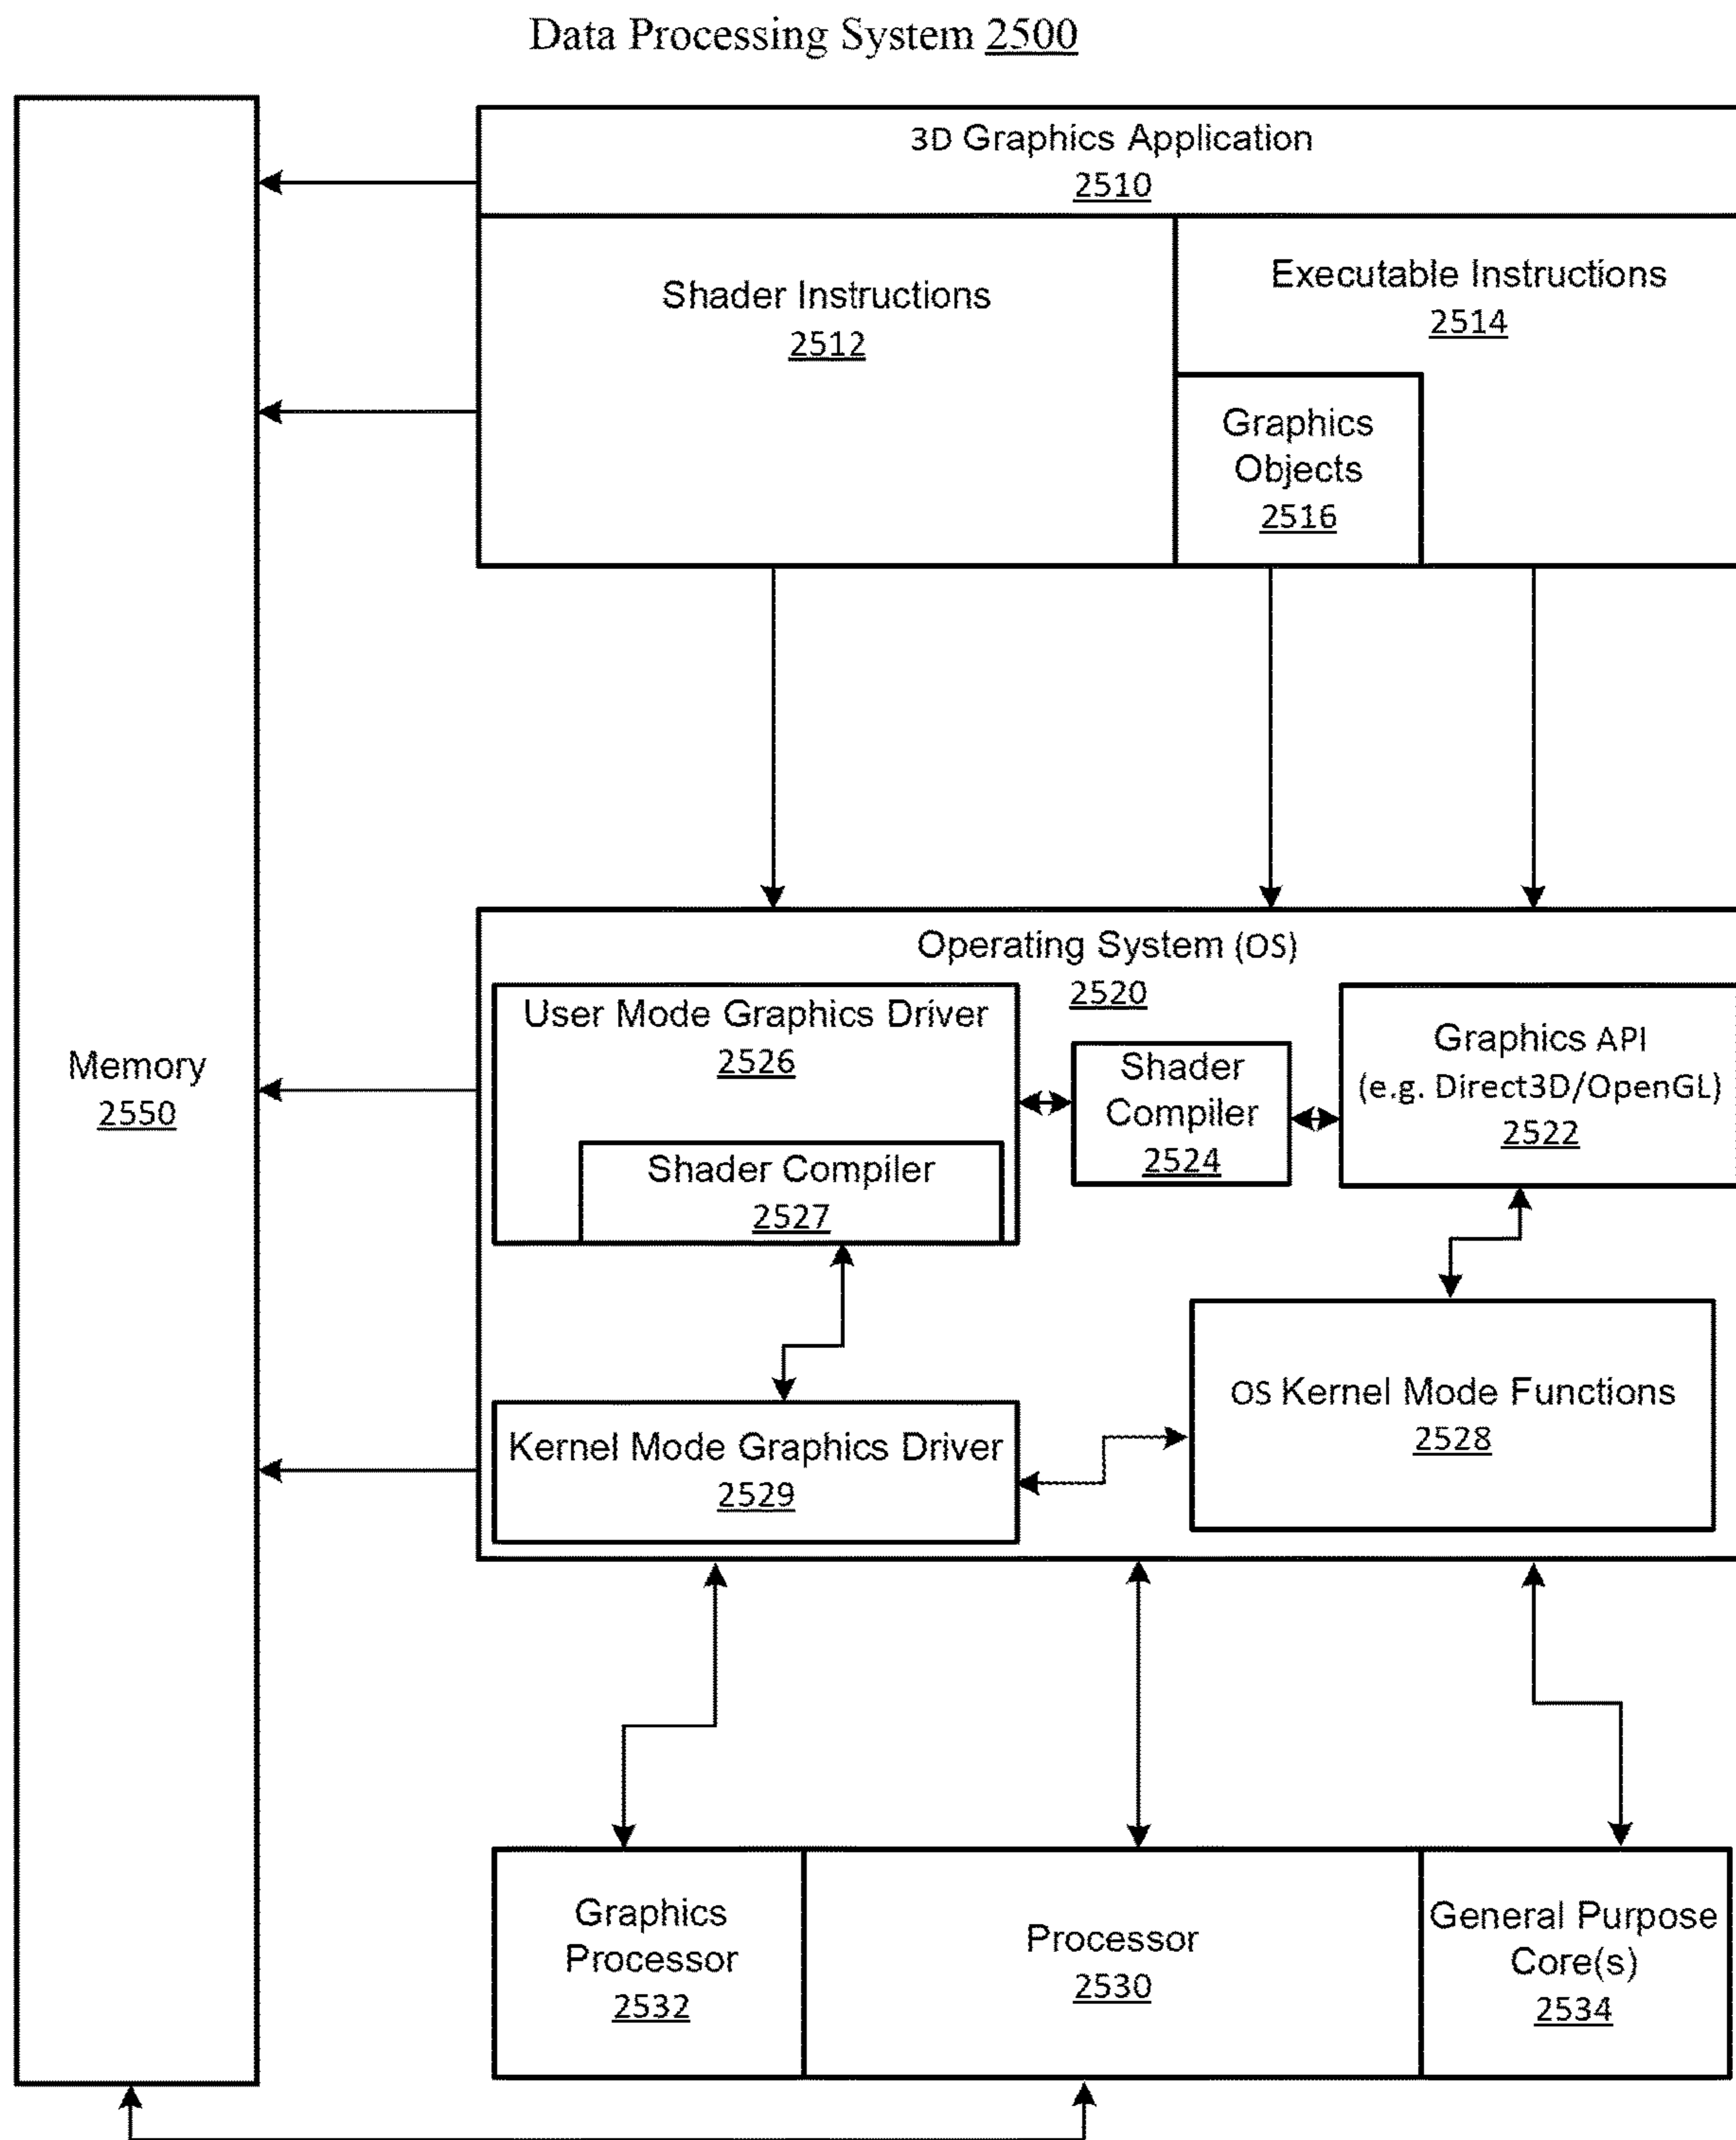 Data Processing System 2500
3D Graphics Application
2510
Shader Instructions
2512
Executable Instructions
2514
Graphics
Objects
2516
Memory
2550
Operating System (OS)
2520
User Mode Graphics Driver
2526
Shader Compiler
2527
Shader
Compiler
2524
Graphics API
(e.g. Direct3D/OpenGL)
2522
OS Kernel Mode Functions
2528
Kernel Mode Graphics Driver
2529
Graphics
Processor
2532
Processor
2530
General Purpose
Core(s)
2534